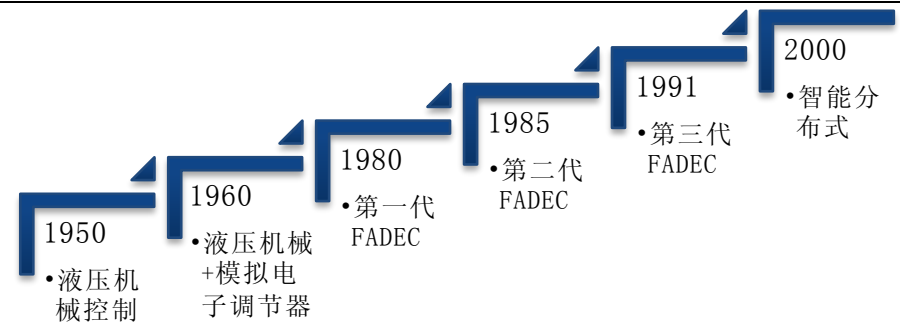 1950
•液压机
械控制
1960
•液压机械
+模拟电
子调节器
1980
•第一代
FADEC
1985
•第二代
FADEC
1991
•第三代
FADEC
2000
•智能分
布式